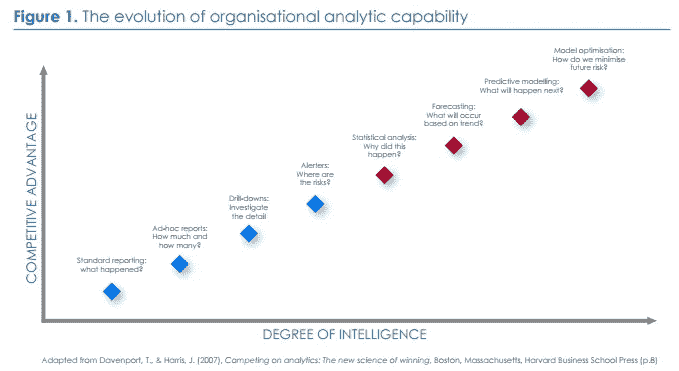 Figure 1. The evolution of organisational analytic capability
Model optimisation:
How do we minimise
future risk?
Predictive modelling:
What will happen next?
Forecasting:
What will occur
based on trend?
Statistical analysis:
Why did this
happen?
Alerters:
Where are
the risks?
Drill-downs:
Investigate
the detail
Ad-hoc reports:
How much and
how many?
Standard reporting:
what happened?
COMPETITIVE ADVANTAGE
DEGREE OF INTELLIGENCE
Adapted from Davenport, T., & Harris, J. (2007), Competing on analytics: The new science of winning, Boston, Massachusetts, Harvard Business School Press (p.8)